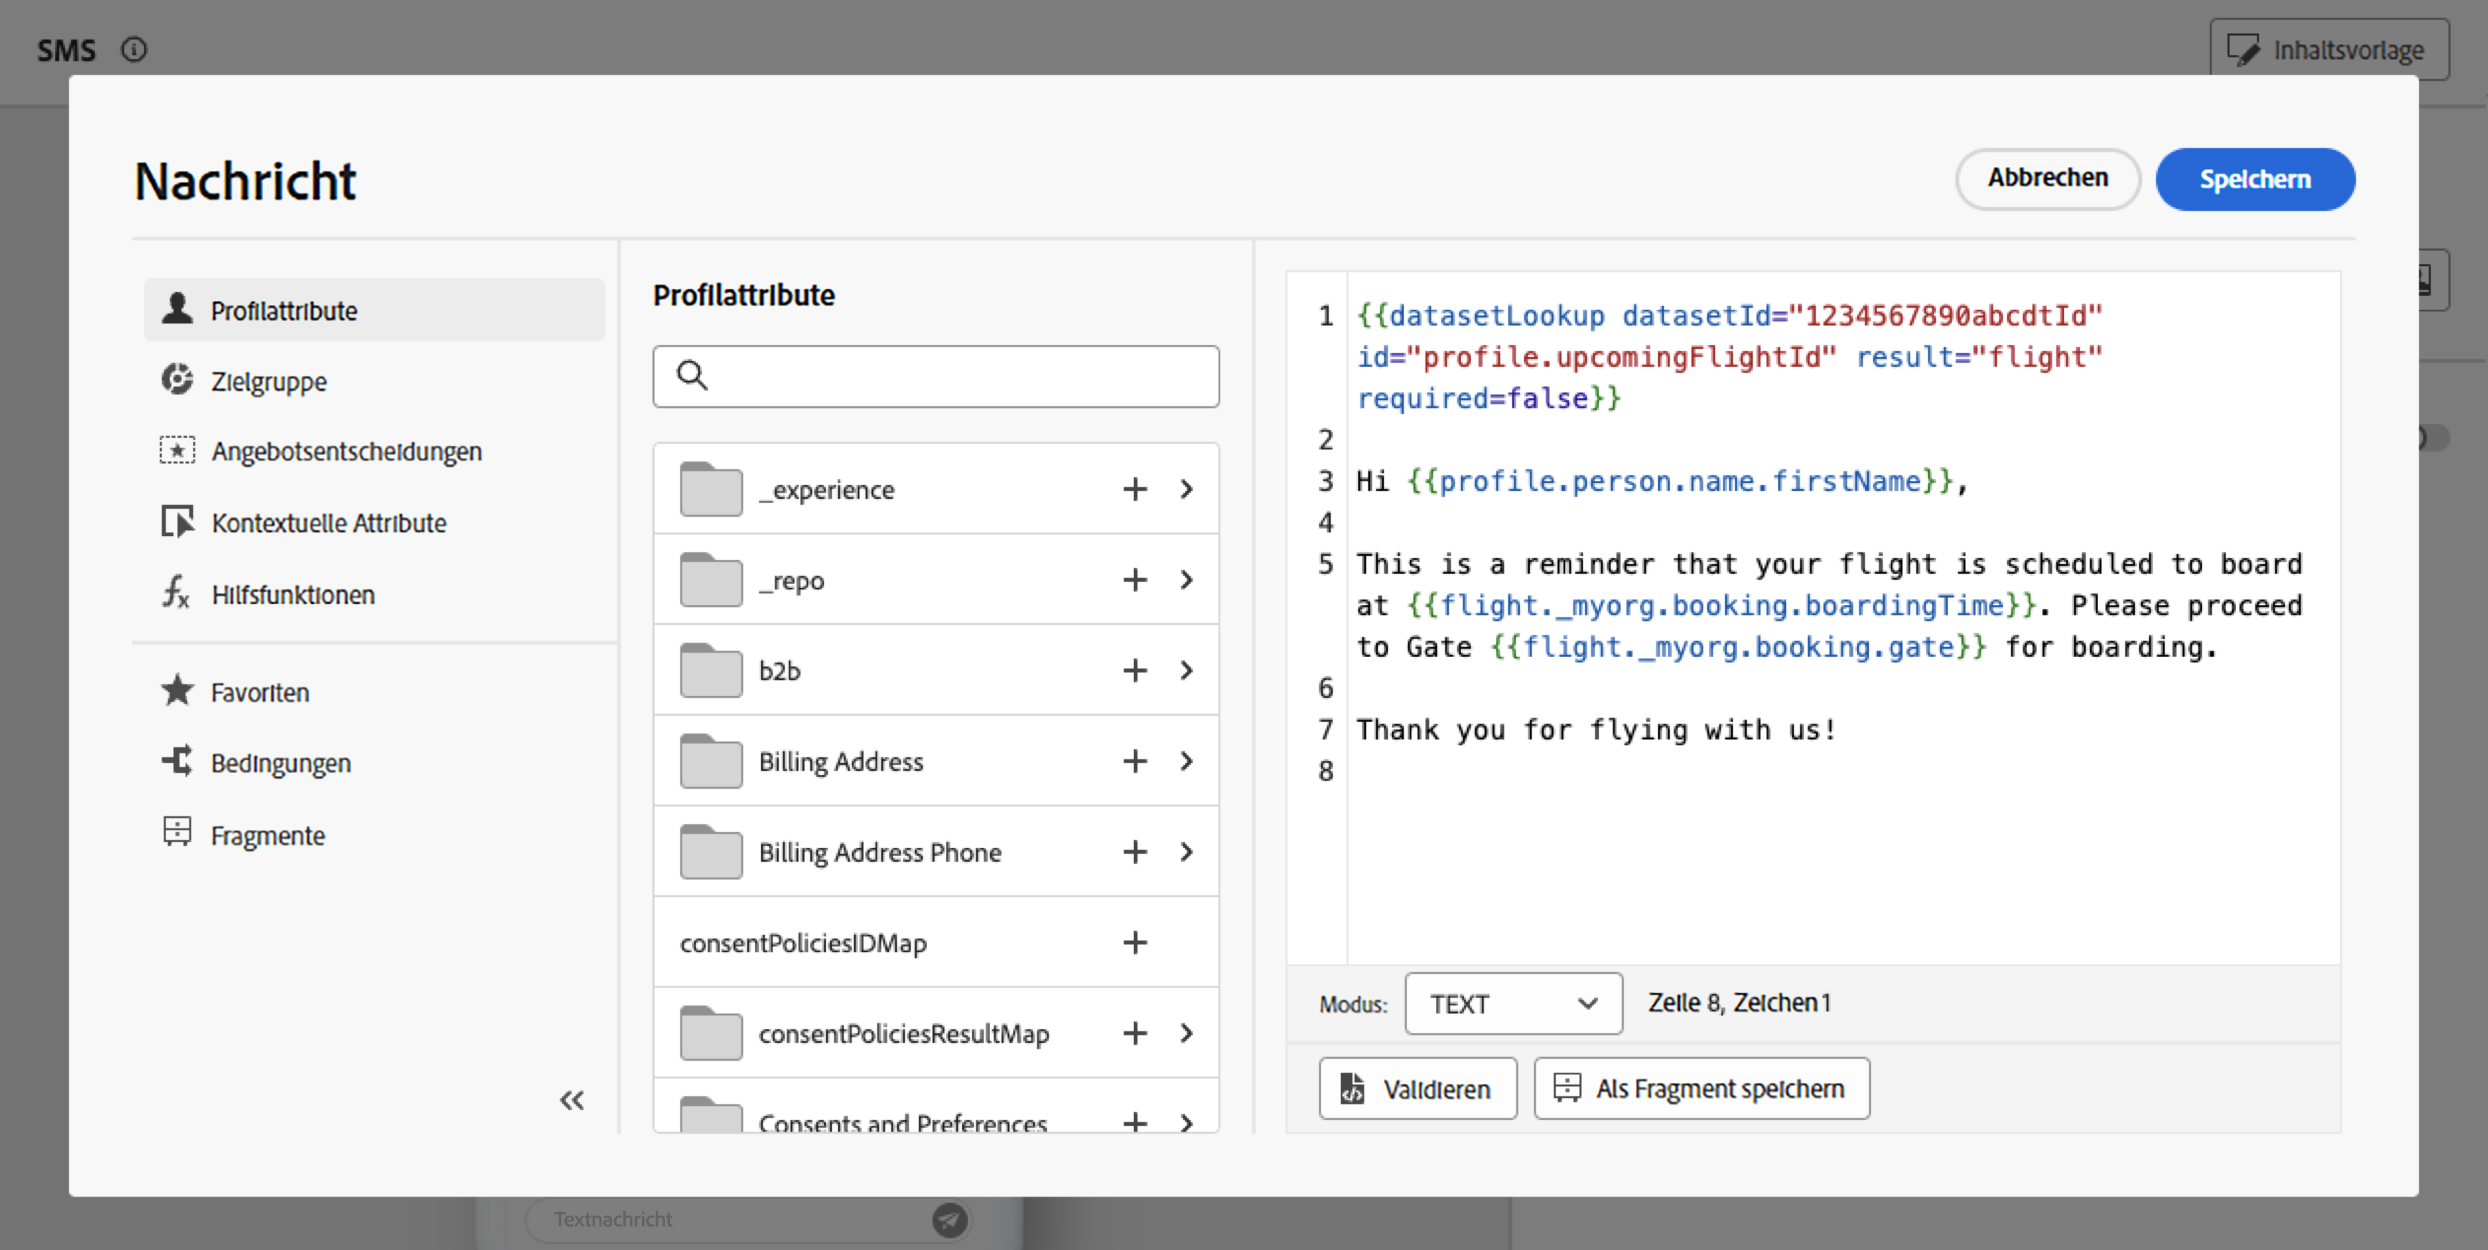 SMS
Inhaltsvorlage
Nachricht
Abbrechen
Speichern
Profilattribute
Zielgruppe
Angebotsentscheidungen
Kontextuelle Attribute
Hilfsfunktionen
Favoriten
Bedingungen
Fragmente
Profilattribute
_experience
_repo
b2b
Billing Address
Billing Address Phone
consentPoliciesIDMap
consentPoliciesResultMap
Consents and Preferences
1 {{datasetLookup datasetId="1234567890abcdtId"
id="profile.upcomingFlightId" result="flight"
required=false}}
2
3 Hi {{profile.person.name.firstName}},
4
5 This is a reminder that your flight is scheduled to board
at {{flight._myorg.booking.boardingTime}}. Please proceed
to Gate {{flight._myorg.booking.gate}} for boarding.
6
7 Thank you for flying with us!
8
Modus: TEXT Zeile 8, Zeichen 1
Validieren
Als Fragment speichern
Textnachricht